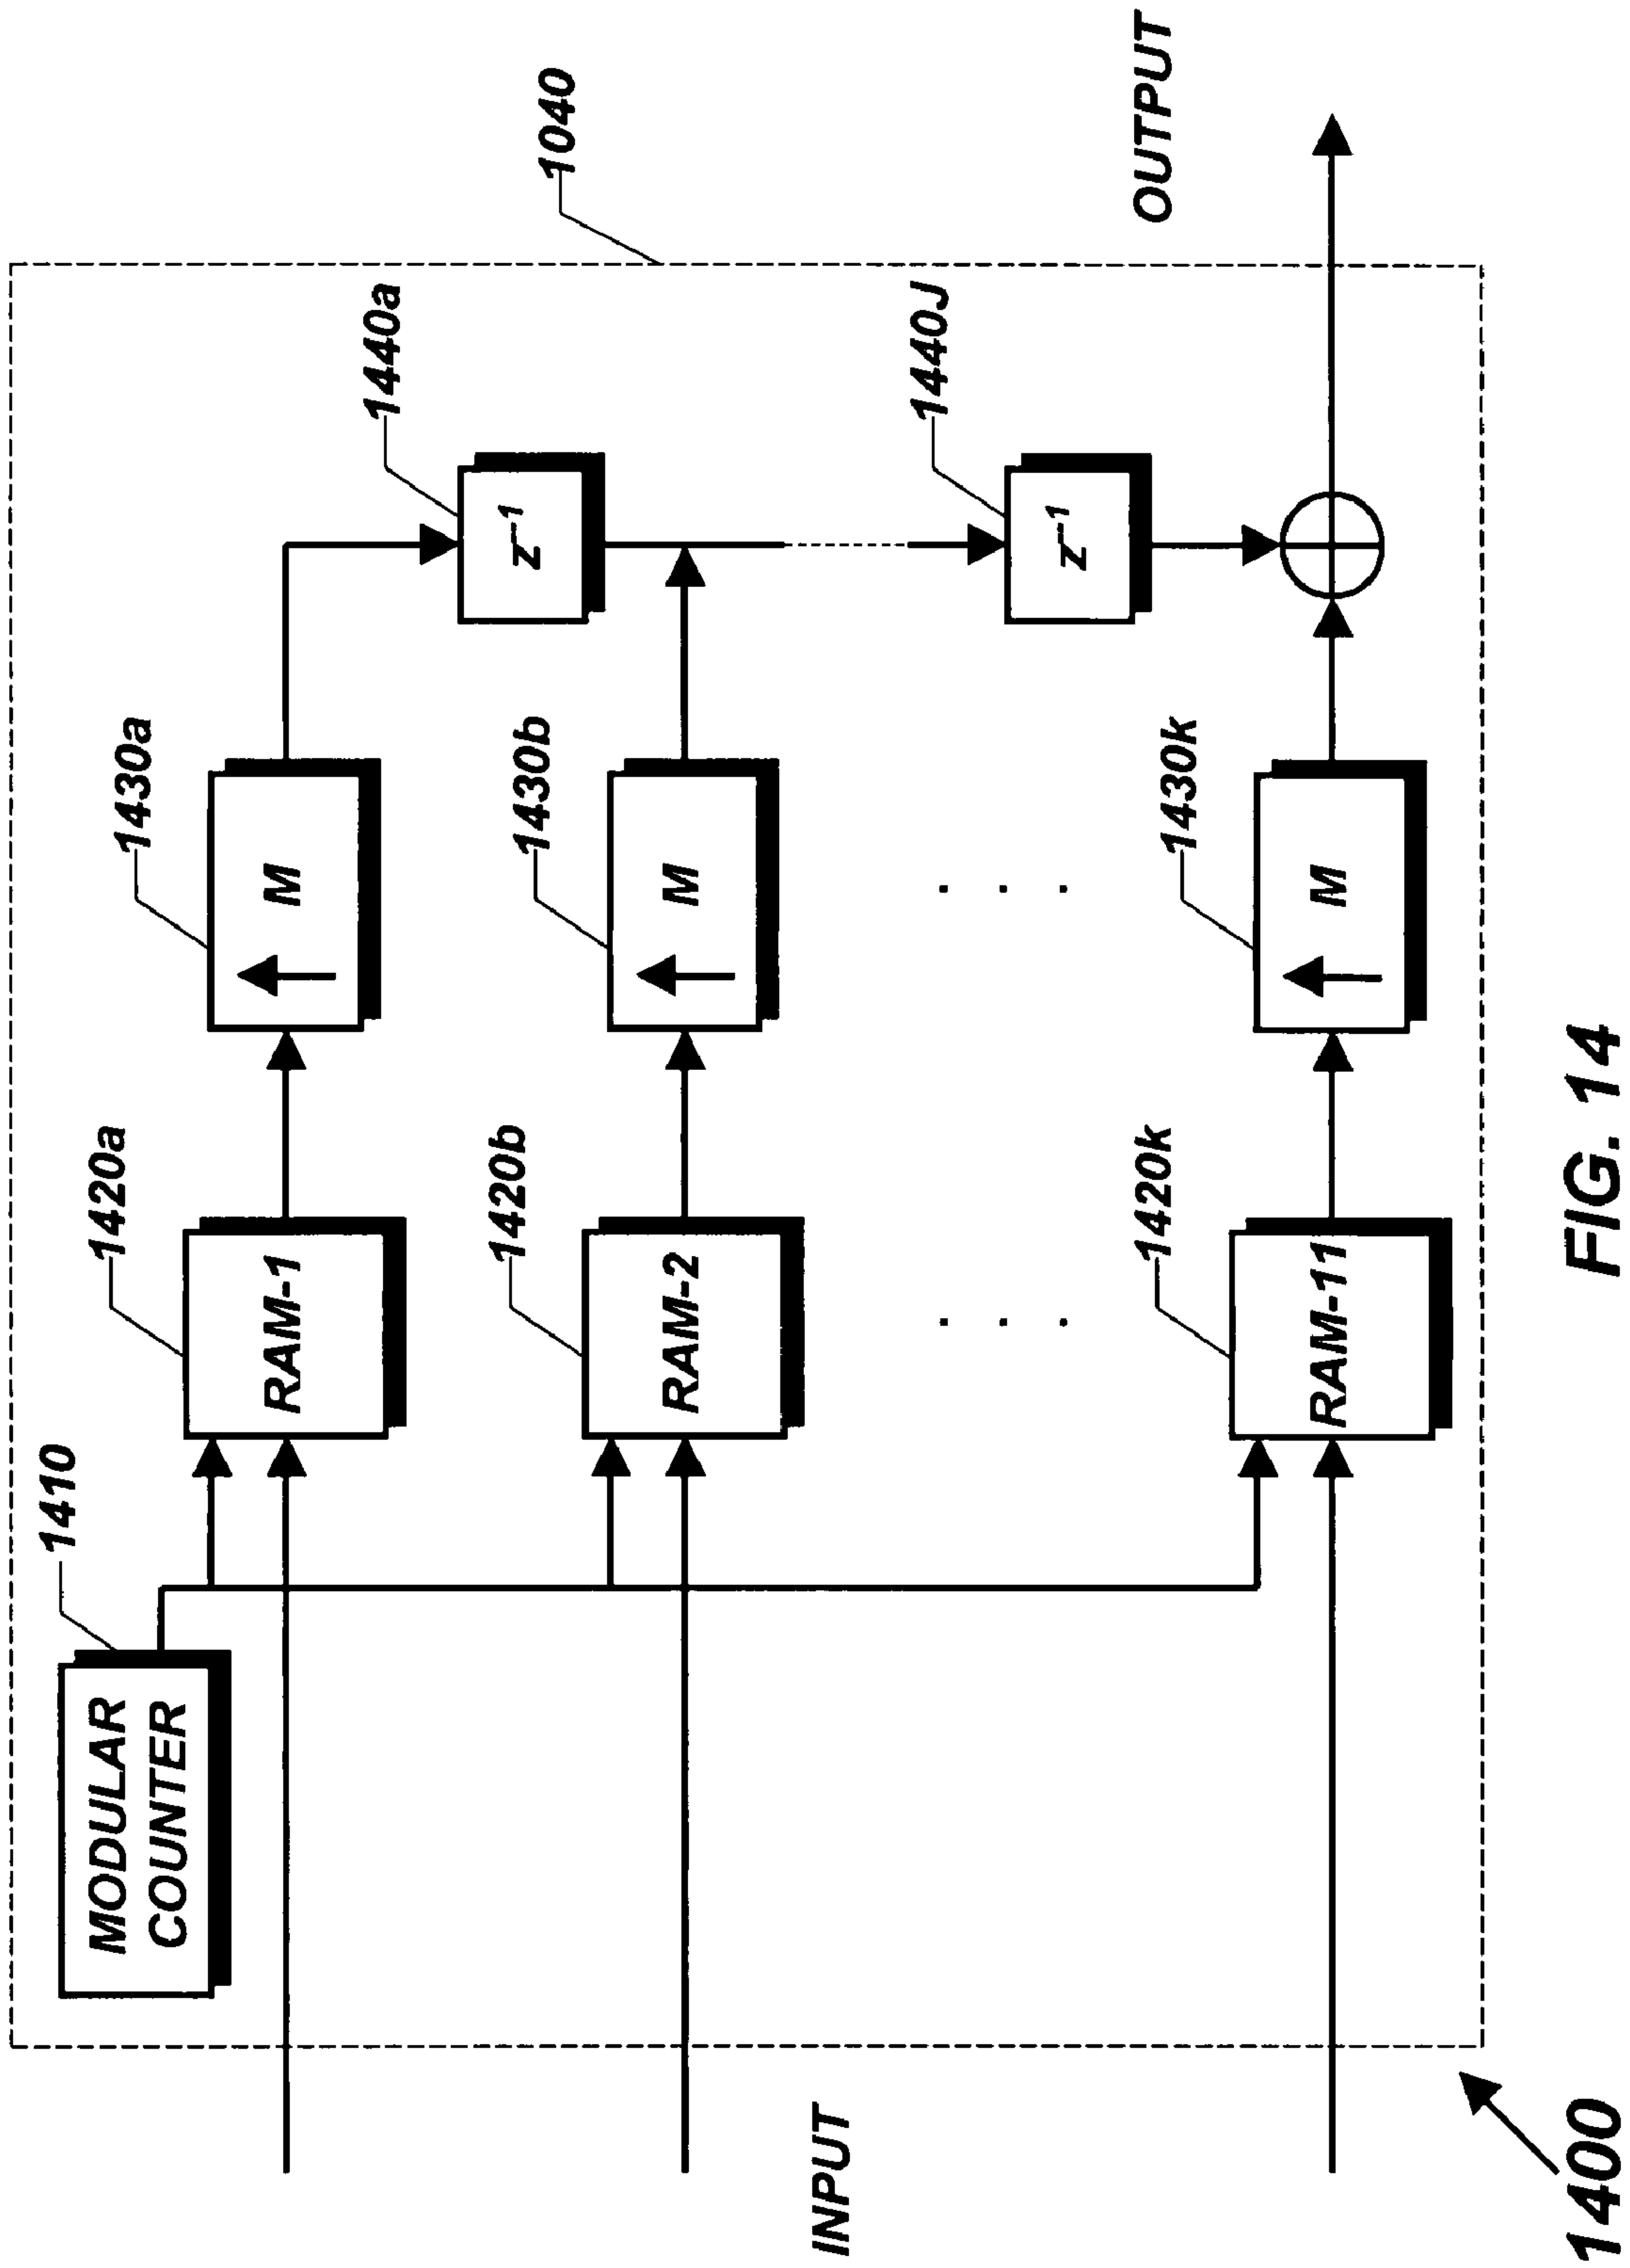 1040
1410
MODULAR
COUNTER
1420a
RAM-1
1430a
↑ M
1440a
z⁻¹
1420b
RAM-2
1430b
↑ M
INPUT
. . .
. . .
1440J
z⁻¹
OUTPUT
1420k
RAM-11
1430k
↑ M
1400
FIG. 14